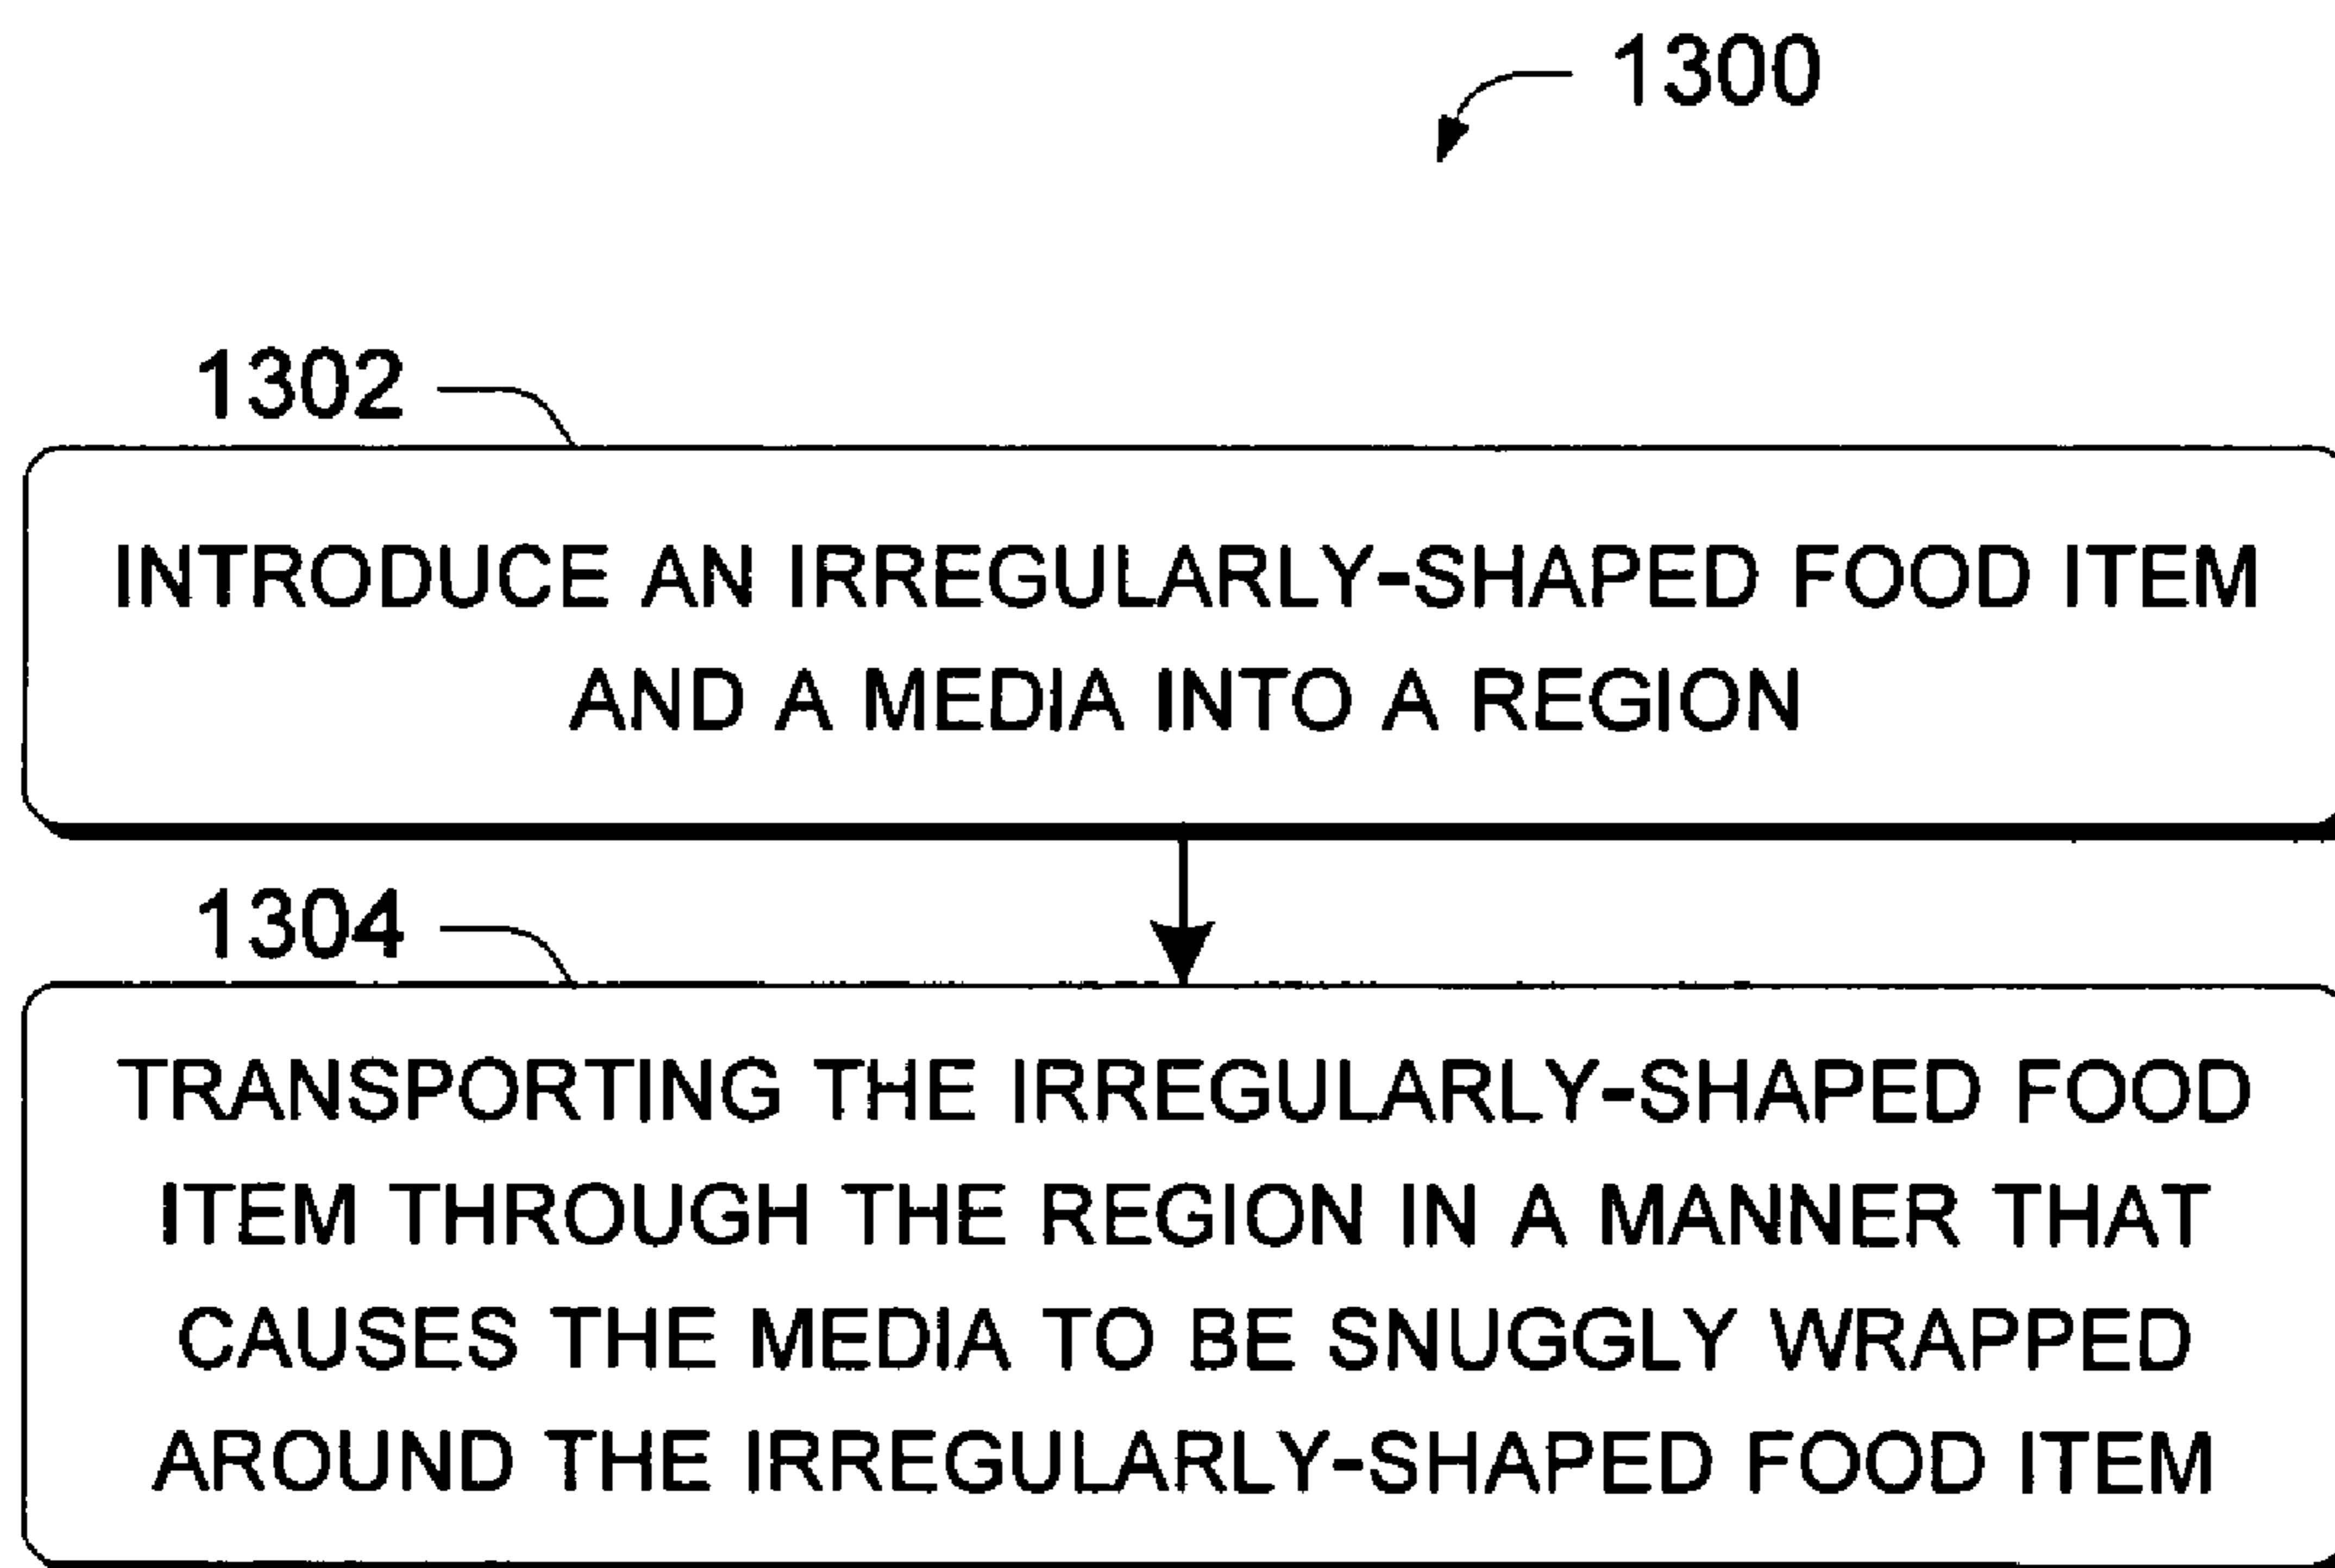 1300
1302
INTRODUCE AN IRREGULARLY-SHAPED FOOD ITEM
AND A MEDIA INTO A REGION
1304
TRANSPORTING THE IRREGULARLY-SHAPED FOOD
ITEM THROUGH THE REGION IN A MANNER THAT
CAUSES THE MEDIA TO BE SNUGGLY WRAPPED
AROUND THE IRREGULARLY-SHAPED FOOD ITEM